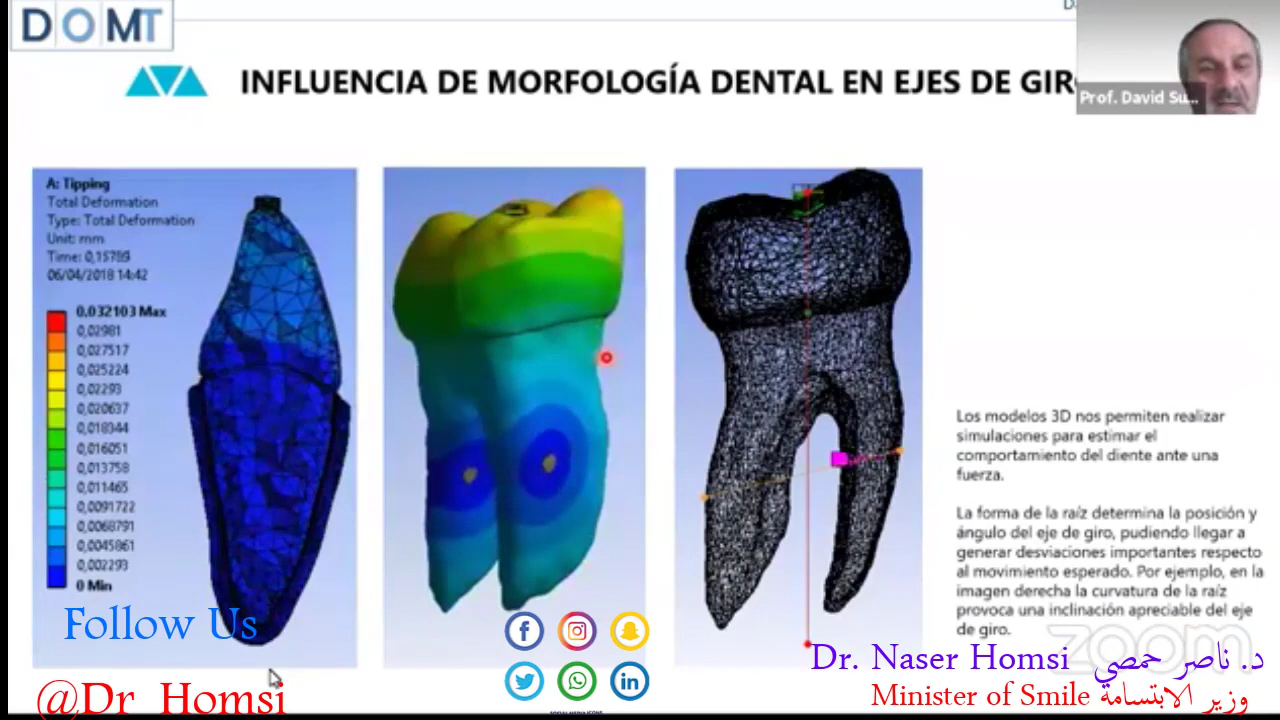 DOMT
INFLUENCIA DE MORFOLOGÍA DENTAL EN EJES DE GIR
Prof. David Su...
A: Tipping
Total Deformation
Type: Total Deformation
Unit: mm
Time: 0,15789
06/04/2018 14:42
0,032103 Max
0,02981
0,027517
0,025224
0,02293
0,020637
0,018344
0,016051
0,013758
0,011465
0,0091722
0,0068791
0,0045861
0,002293
0 Min
Los modelos 3D nos permiten realizar
simulaciones para estimar el
comportamiento del diente ante una
fuerza.
La forma de la raíz determina la posición y
ángulo del eje de giro, pudiendo llegar a
generar desviaciones importantes respecto
al movimiento esperado. Por ejemplo, en la
imagen derecha la curvatura de la raíz
provoca una inclinación apreciable del eje
de giro.
zoom
Follow Us
@Dr_Homsi
Dr. Naser Homsi د. ناصر حمصي
Minister of Smile وزير الابتسامة